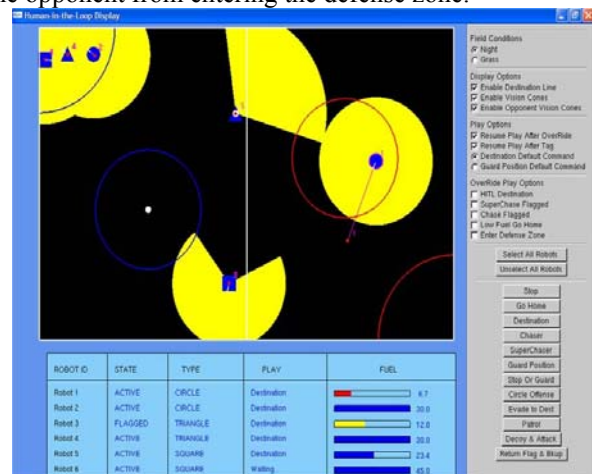 e opponent from entering the defense zone.
Human-In-the-Loop Display
Field Conditions
Night
Grass
Display Options
Enable Destination Line
Enable Vision Cones
Enable Opponent Vision Cones
Play Options
Resume Play After OverRide
Resume Play After Tag
Destination Default Command
Guard Position Default Command
OverRide Play Options
HITL Destination
SuperChase Flagged
Chase Flagged
Low Fuel Go Home
Enter Defense Zone
Select All Robots
Unselect All Robots
Stop
Go Home
Destination
Chaser
SuperChaser
Guard Position
Stop Or Guard
Circle Offense
Evade to Dest
Patrol
Decoy & Attack
Return Flag & Bkup
ROBOT ID STATE TYPE PLAY FUEL
Robot 1 ACTIVE CIRCLE Destination 6.7
Robot 2 ACTIVE CIRCLE Destination 30.0
Robot 3 FLAGGED TRIANGLE Destination 12.0
Robot 4 ACTIVE TRIANGLE Destination 20.0
Robot 5 ACTIVE SQUARE Destination 23.4
Robot 6 ACTIVE SQUARE Waiting 45.0